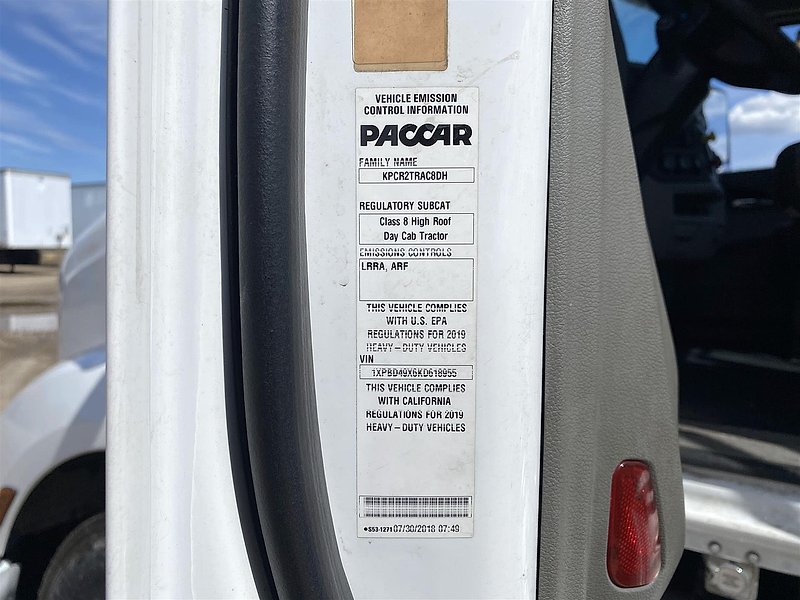 VEHICLE EMISSION
CONTROL INFORMATION
PACCAR
FAMILY NAME
KPCR2TRAC8DH
REGULATORY SUBCAT
Class 8 High Roof
Day Cab Tractor
EMISSIONS CONTROLS
LRRA, ARF
THIS VEHICLE COMPLIES
WITH U.S. EPA
REGULATIONS FOR 2019
HEAVY-DUTY VEHICLES
VIN
1XPBD49X6KD618955
THIS VEHICLE COMPLIES
WITH CALIFORNIA
REGULATIONS FOR 2019
HEAVY-DUTY VEHICLES
●S53-1271 07/30/2018 07:49